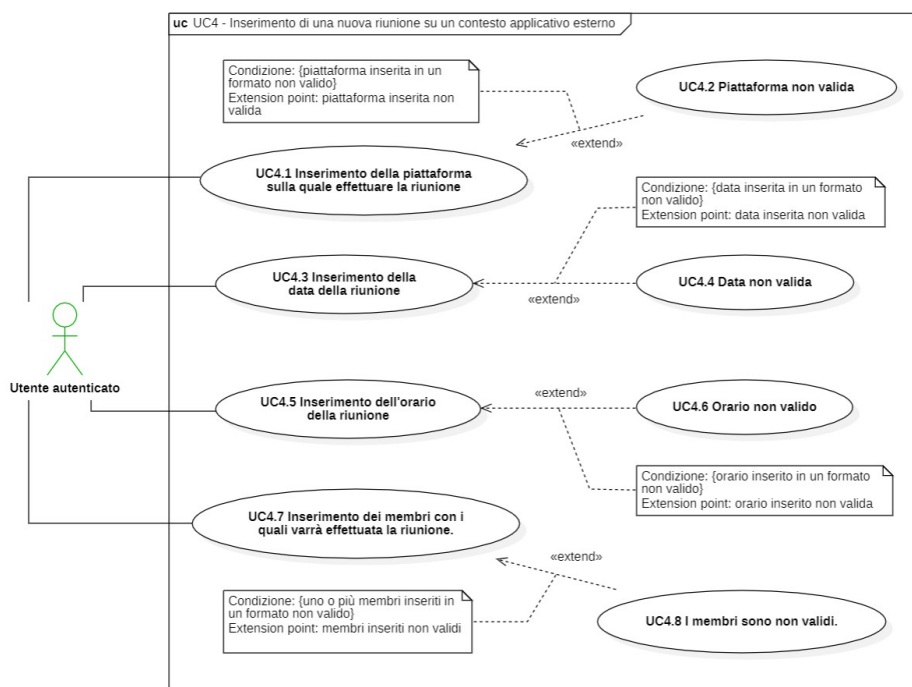 uc UC4 - Inserimento di una nuova riunione su un contesto applicativo esterno
Condizione: {piattaforma inserita in un
formato non valido}
Extension point: piattaforma inserita non
valida
UC4.2 Piattaforma non valida
«extend»
UC4.1 Inserimento della piattaforma
sulla quale effettuare la riunione
Condizione: {data inserita in un formato
non valido}
Extension point: data inserita non valida
UC4.3 Inserimento della
data della riunione
«extend»
UC4.4 Data non valida
Utente autenticato
UC4.5 Inserimento dell'orario
della riunione
«extend»
UC4.6 Orario non valido
Condizione: {orario inserito in un formato
non valido}
Extension point: orario inserito non valida
UC4.7 Inserimento dei membri con i
quali varrà effettuata la riunione.
«extend»
Condizione: {uno o più membri inseriti in
un formato non valido}
Extension point: membri inseriti non validi
UC4.8 I membri sono non validi.